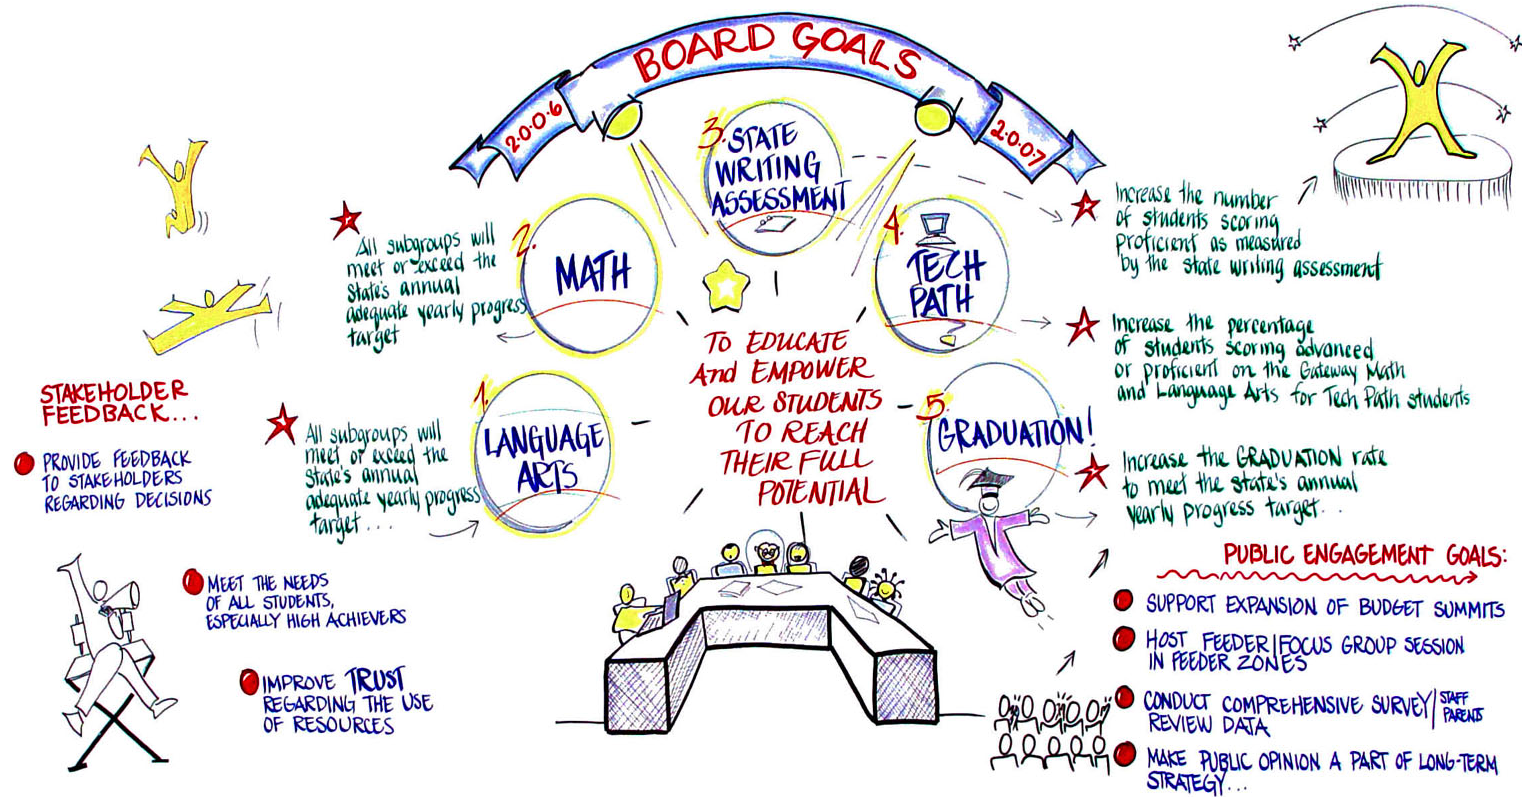 BOARD GOALS
2.0.0.6
2.0.0.7
1.
LANGUAGE
ARTS
All subgroups will
meet or exceed the
State's annual
adequate yearly progress
target...
2.
MATH
All subgroups will
meet or exceed the
State's annual
adequate yearly progress
target
3.
STATE
WRITING
ASSESSMENT
Increase the number
of students scoring
proficient as measured
by the state writing assessment
4.
TECH
PATH
Increase the percentage
of students scoring advanced
or proficient on the Gateway Math
and Language Arts for Tech Path students
5.
GRADUATION!
Increase the GRADUATION rate
to meet the state's annual
yearly progress target...
TO EDUCATE
And EMPOWER
OUR STUDENTS
TO REACH
THEIR FULL
POTENTIAL
STAKEHOLDER
FEEDBACK...
PROVIDE FEEDBACK
TO STAKEHOLDERS
REGARDING DECISIONS
MEET THE NEEDS
OF ALL STUDENTS,
ESPECIALLY HIGH ACHIEVERS
IMPROVE TRUST
REGARDING THE USE
OF RESOURCES
PUBLIC ENGAGEMENT GOALS:
SUPPORT EXPANSION OF BUDGET SUMMITS
HOST FEEDER/FOCUS GROUP SESSION
IN FEEDER ZONES
CONDUCT COMPREHENSIVE SURVEY/STAFF
PARENTS
REVIEW DATA
MAKE PUBLIC OPINION A PART OF LONG-TERM
STRATEGY...